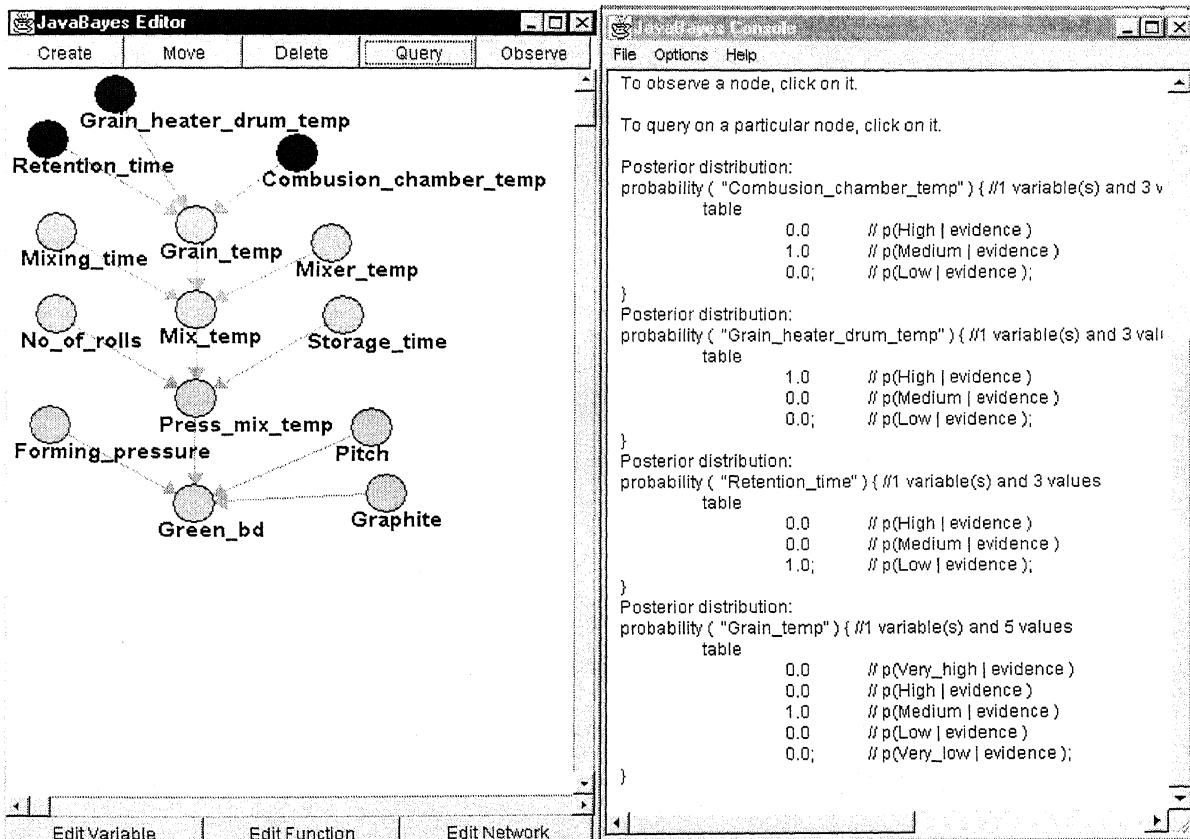 JavaBayes Editor
Create Move Delete Query Observe
Grain_heater_drum_temp
Retention_time
Combusion_chamber_temp
Grain_temp
Mixing_time
Mixer_temp
No_of_rolls
Mix_temp
Storage_time
Press_mix_temp
Forming_pressure
Pitch
Graphite
Green_bd
Edit Variable Edit Function Edit Network
JavaBayes Console
File Options Help
To observe a node, click on it.
To query on a particular node, click on it.
Posterior distribution:
probability ( "Combusion_chamber_temp" ) { //1 variable(s) and 3 v
table
0.0 // p(High | evidence )
1.0 // p(Medium | evidence )
0.0; // p(Low | evidence );
}
Posterior distribution:
probability ( "Grain_heater_drum_temp" ) { //1 variable(s) and 3 val
table
1.0 // p(High | evidence )
0.0 // p(Medium | evidence )
0.0; // p(Low | evidence );
}
Posterior distribution:
probability ( "Retention_time" ) { //1 variable(s) and 3 values
table
0.0 // p(High | evidence )
0.0 // p(Medium | evidence )
1.0; // p(Low | evidence );
}
Posterior distribution:
probability ( "Grain_temp" ) { //1 variable(s) and 5 values
table
0.0 // p(Very_high | evidence )
0.0 // p(High | evidence )
1.0 // p(Medium | evidence )
0.0 // p(Low | evidence )
0.0; // p(Very_low | evidence );
}